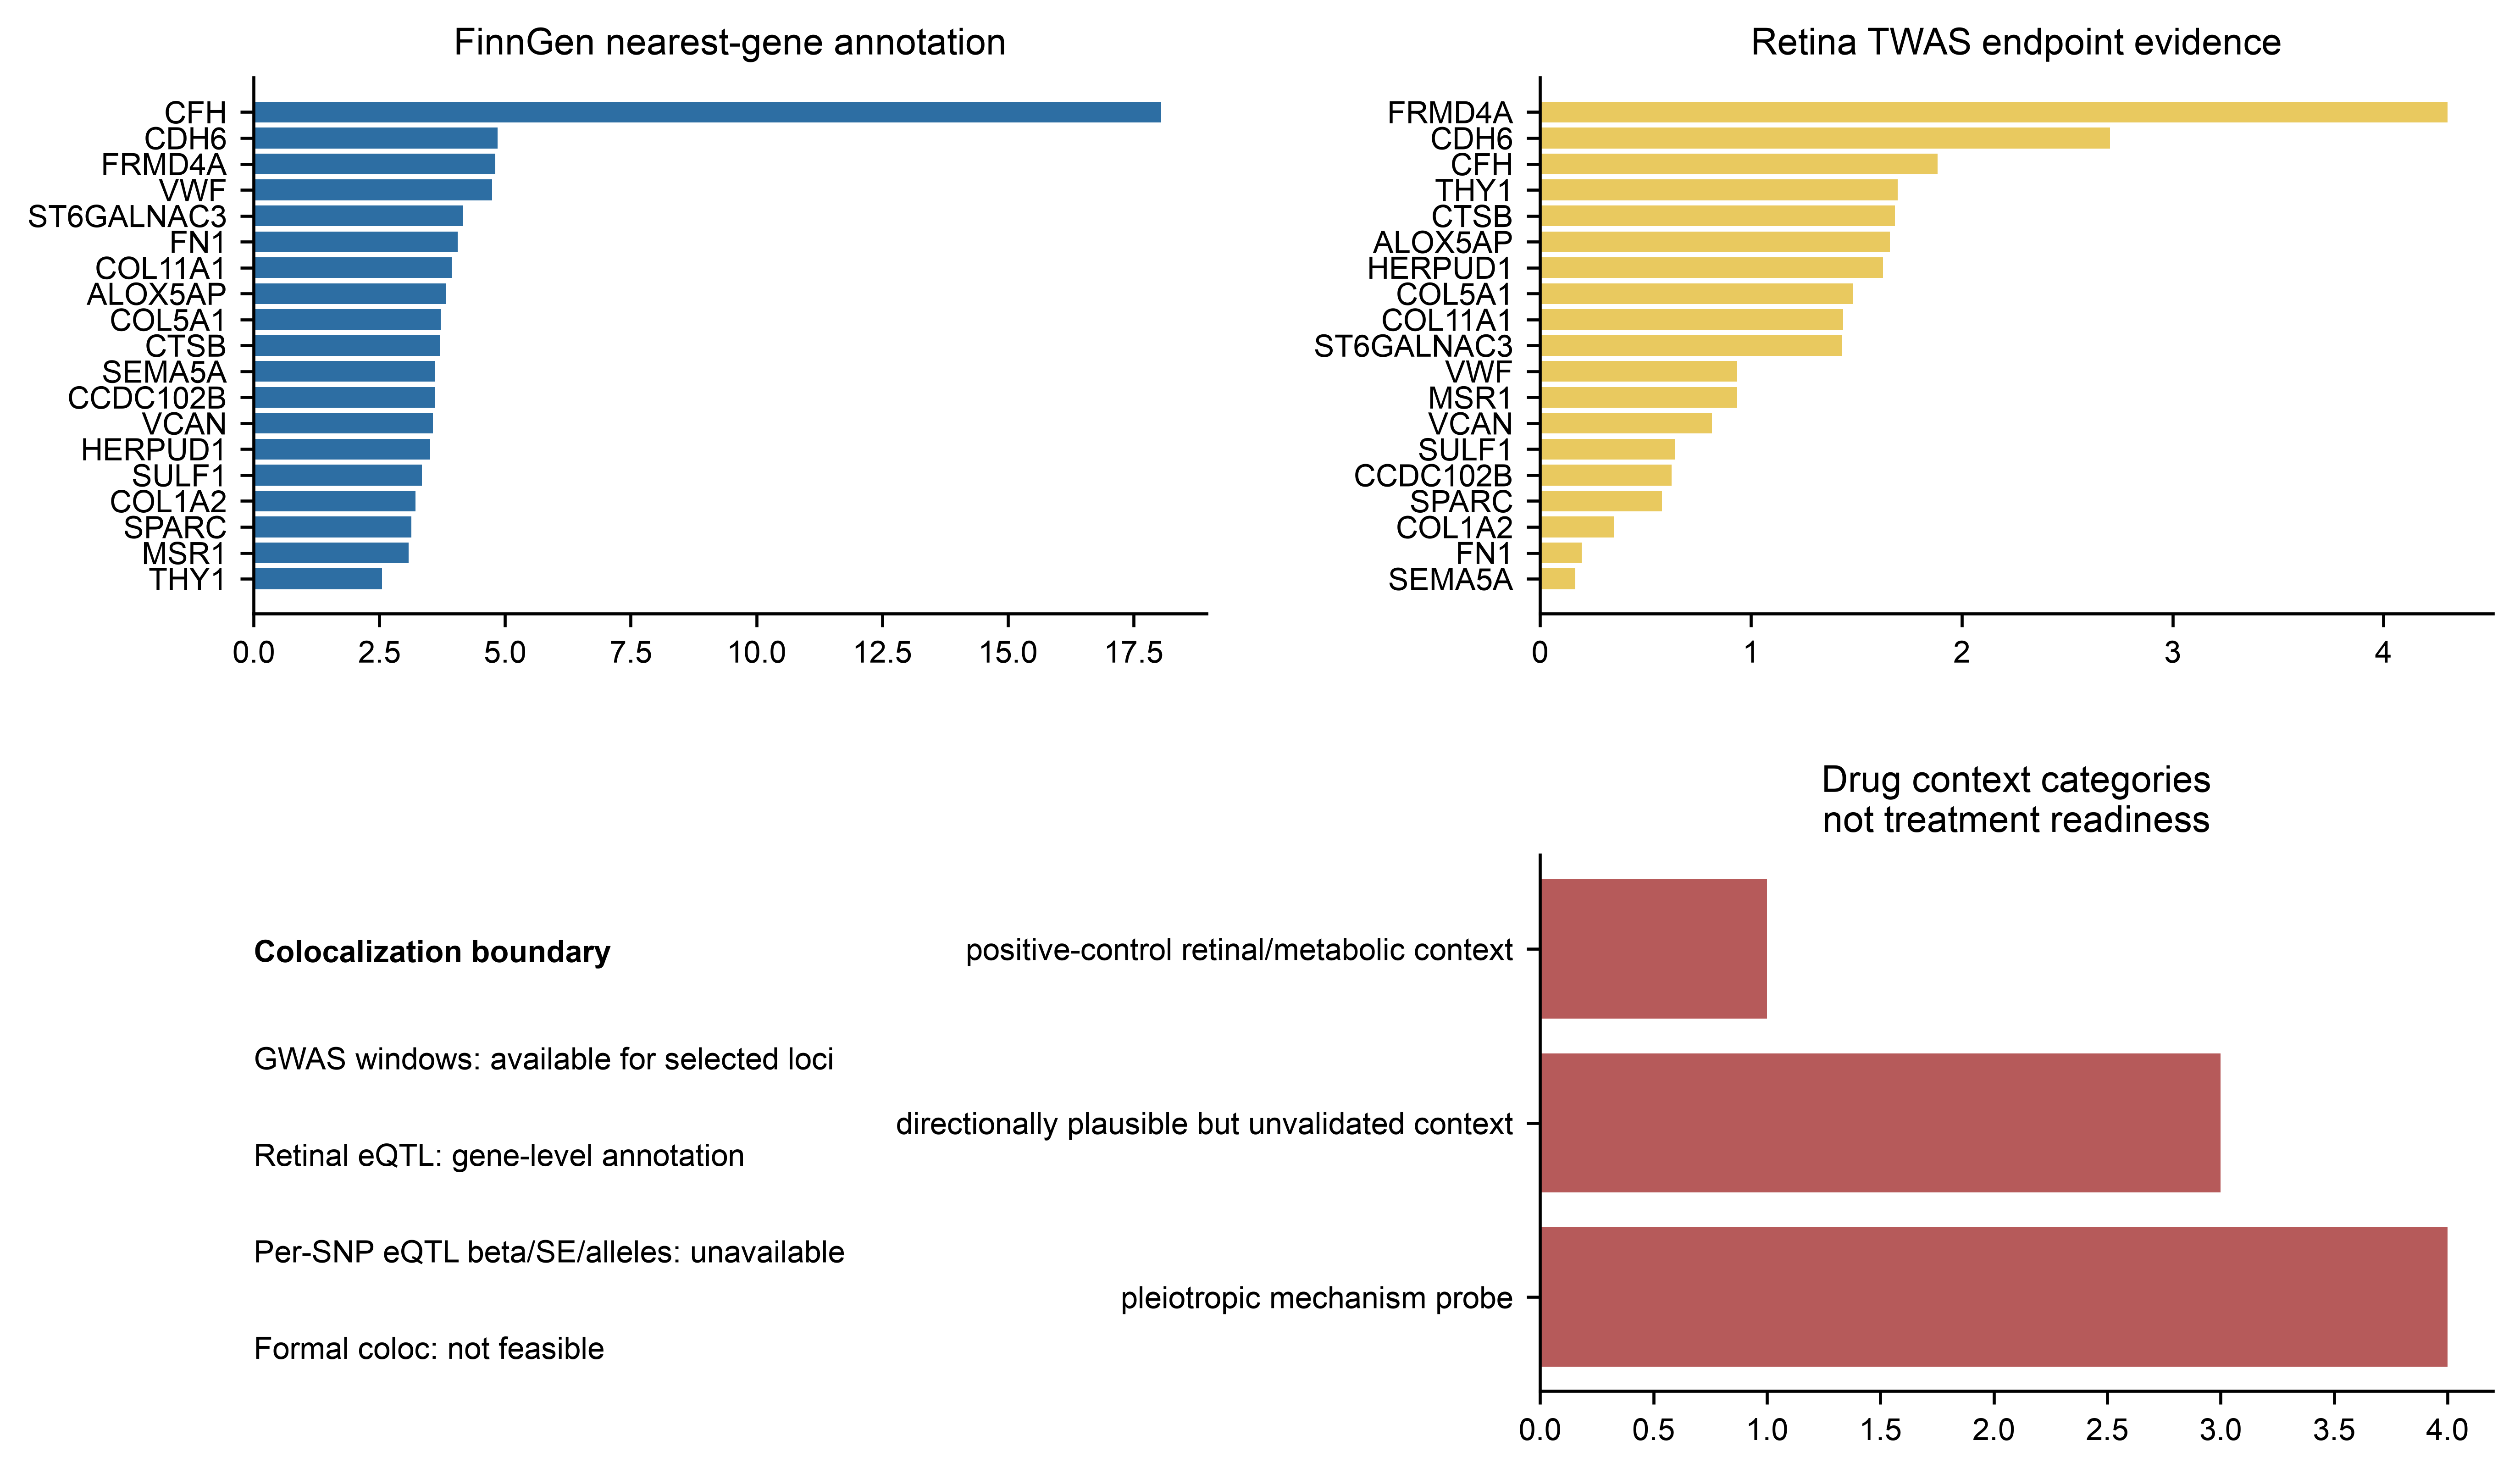 FinnGen nearest-gene annotation
CFH
CDH6
FRMD4A
VWF
ST6GALNAC3
FN1
COL11A1
ALOX5AP
COL5A1
CTSB
SEMA5A
CCDC102B
VCAN
HERPUD1
SULF1
COL1A2
SPARC
MSR1
THY1
0.0 2.5 5.0 7.5 10.0 12.5 15.0 17.5
Retina TWAS endpoint evidence
FRMD4A
CDH6
CFH
THY1
CTSB
ALOX5AP
HERPUD1
COL5A1
COL11A1
ST6GALNAC3
VWF
MSR1
VCAN
SULF1
CCDC102B
SPARC
COL1A2
FN1
SEMA5A
0 1 2 3 4
Colocalization boundary
GWAS windows: available for selected loci
Retinal eQTL: gene-level annotation
Per-SNP eQTL beta/SE/alleles: unavailable
Formal coloc: not feasible
Drug context categories
not treatment readiness
positive-control retinal/metabolic context
directionally plausible but unvalidated context
pleiotropic mechanism probe
0.0 0.5 1.0 1.5 2.0 2.5 3.0 3.5 4.0